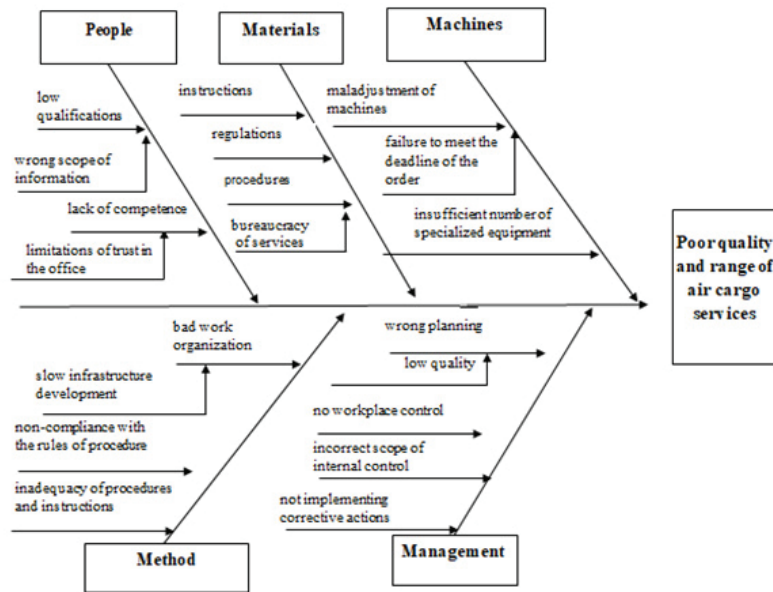 People
Materials
Machines
low
qualifications
wrong scope of
information
lack of competence
limitations of trust in
the office
instructions
regulations
procedures
bureaucracy
of services
maladjustment of
machines
failure to meet the
deadline of the
order
insufficient number of
specialized equipment
Poor quality
and range of
air cargo
services
bad work
organization
slow infrastructure
development
non-compliance with
the rules of procedure
inadequacy of procedures
and instructions
wrong planning
low quality
no workplace control
incorrect scope of
internal control
not implementing
corrective actions
Method
Management